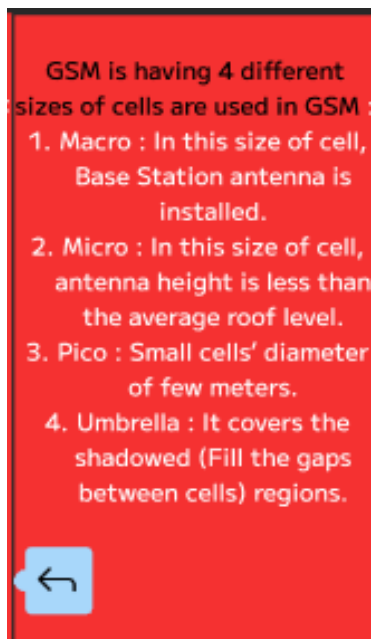 GSM is having 4 different
sizes of cells are used in GSM :
1. Macro : In this size of cell,
Base Station antenna is
installed.
2. Micro : In this size of cell,
antenna height is less than
the average roof level.
3. Pico : Small cells’ diameter
of few meters.
4. Umbrella : It covers the
shadowed (Fill the gaps
between cells) regions.